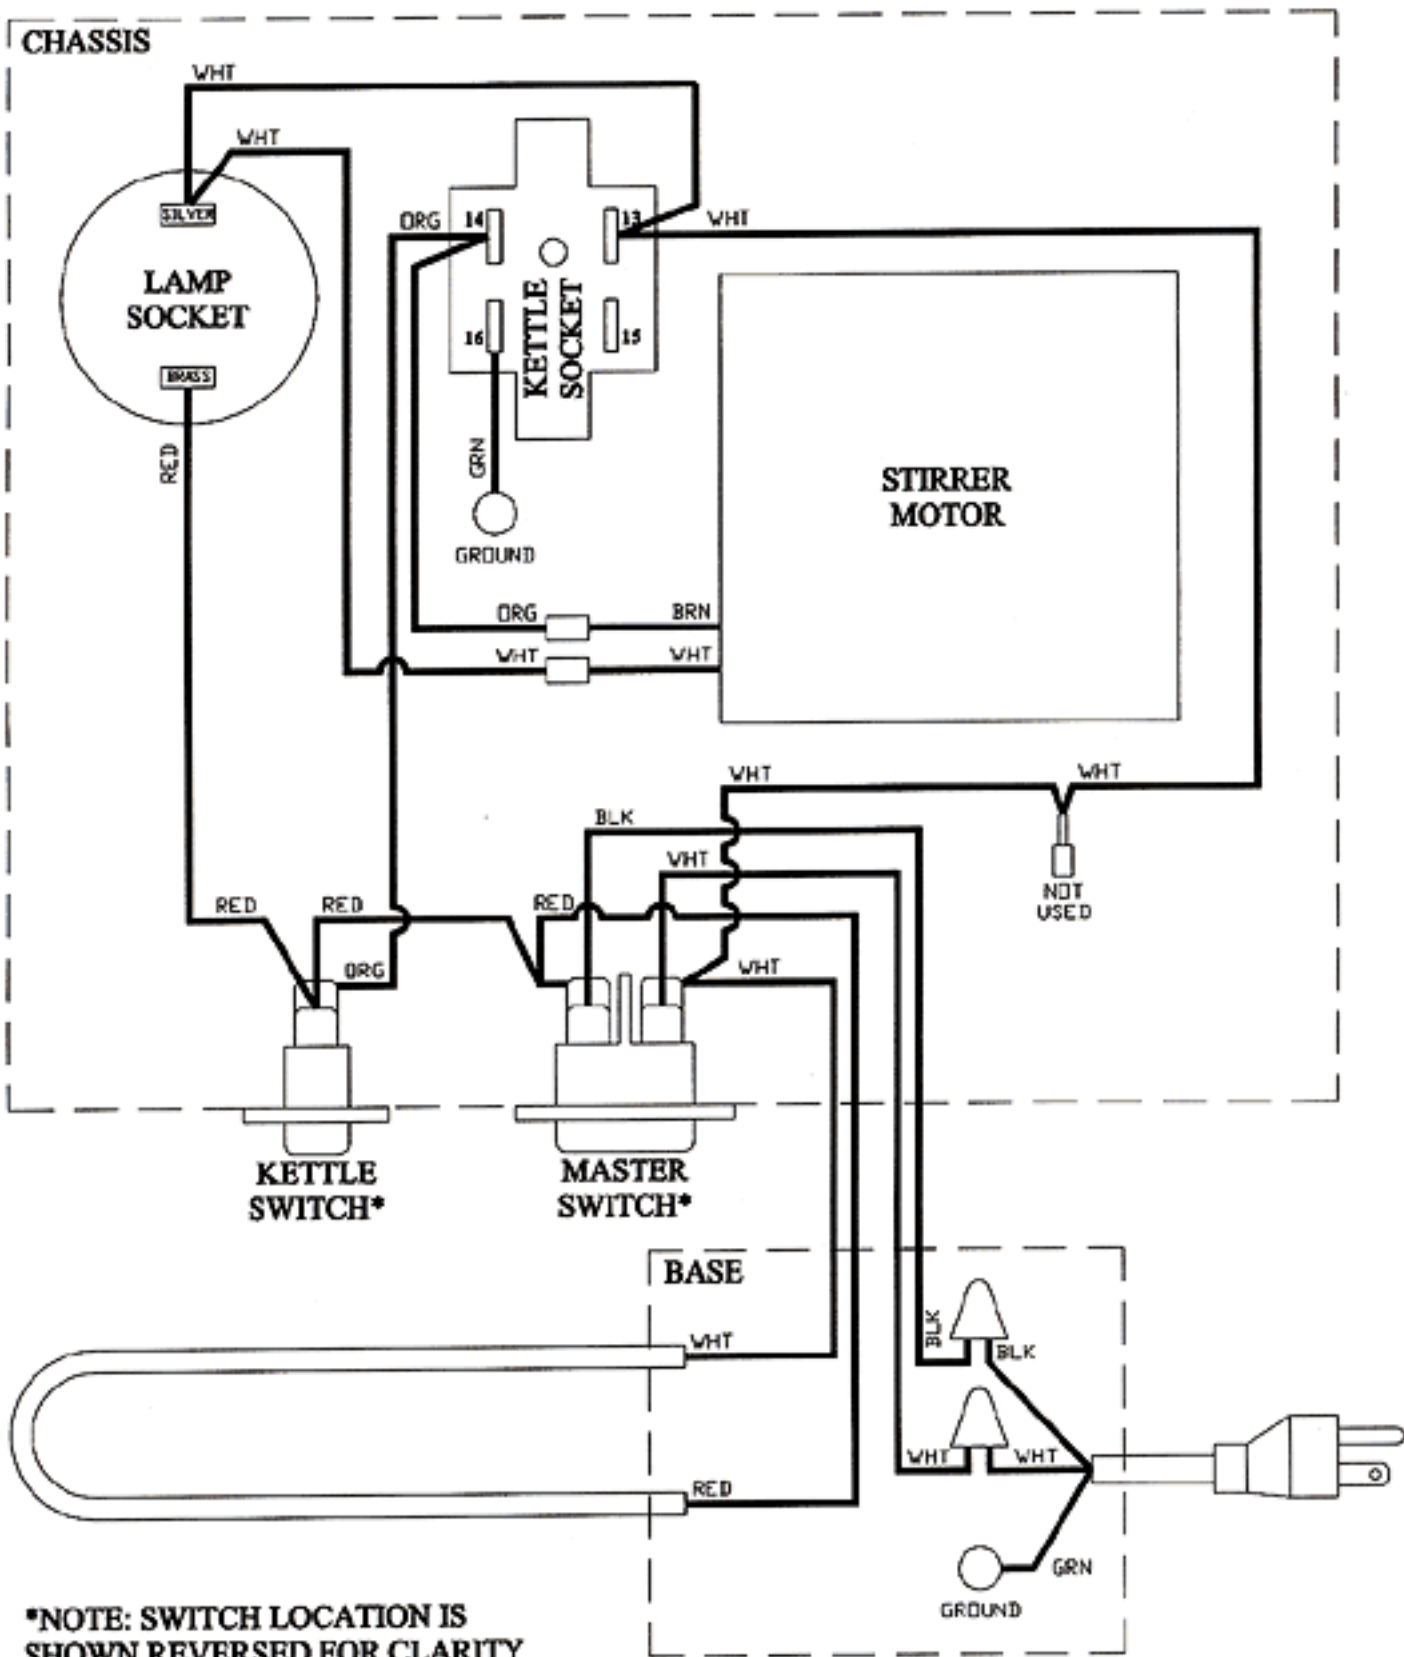 CHASSIS
WHT
WHT
SILVER
LAMP
SOCKET
BRASS
RED
ORG
14
13
WHT
16
15
KETTLE
SOCKET
GRN
GROUND
STIRRER
MOTOR
ORG
BRN
WHT
WHT
WHT
WHT
BLK
WHT
NOT
USED
RED
RED
RED
ORG
WHT
KETTLE
SWITCH*
MASTER
SWITCH*
BASE
WHT
BLK
BLK
WHT
WHT
RED
GRN
GROUND
*NOTE: SWITCH LOCATION IS
SHOWN REVERSED FOR CLARITY